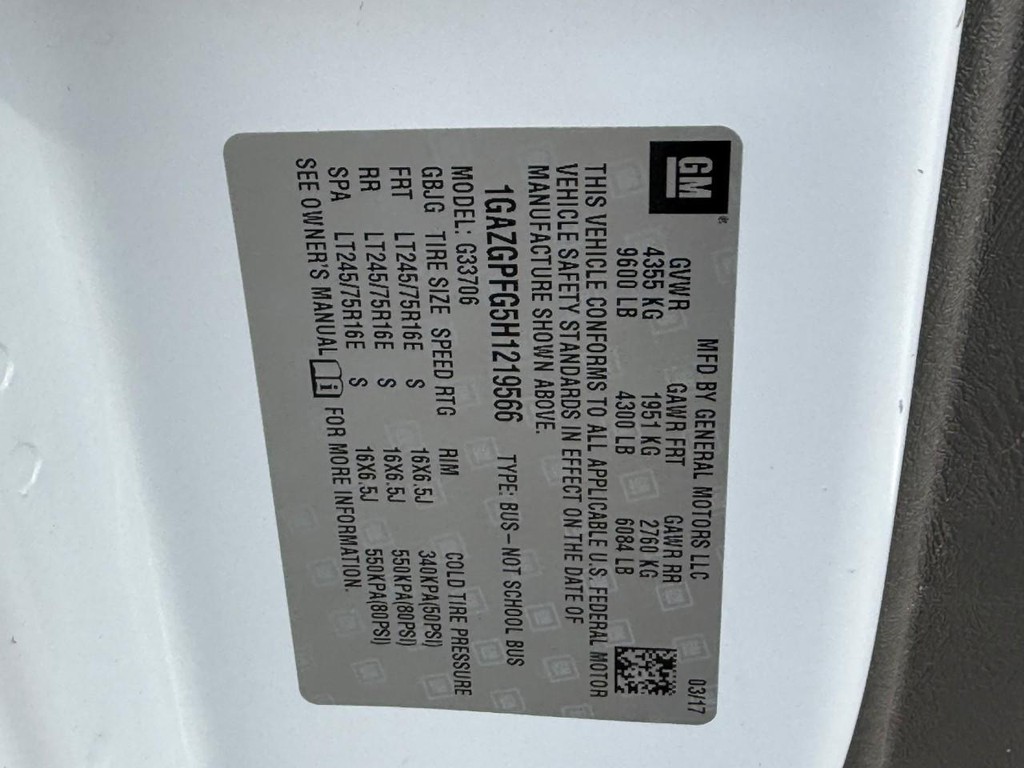 GM ®
MFD BY GENERAL MOTORS LLC 03/17
GVWR GAWR FRT GAWR RR
4355 KG 1951 KG 2760 KG
9600 LB 4300 LB 6084 LB
THIS VEHICLE CONFORMS TO ALL APPLICABLE U.S. FEDERAL MOTOR
VEHICLE SAFETY STANDARDS IN EFFECT ON THE DATE OF
MANUFACTURE SHOWN ABOVE.
1GAZGPFG5H1219566 TYPE: BUS – NOT SCHOOL BUS
MODEL: G33706
GBJG TIRE SIZE SPEED RTG RIM COLD TIRE PRESSURE
FRT LT245/75R16E S 16X6.5J 340KPA(50PSI)
RR LT245/75R16E S 16X6.5J 550KPA(80PSI)
SPA LT245/75R16E S 16X6.5J 550KPA(80PSI)
SEE OWNER'S MANUAL i FOR MORE INFORMATION.